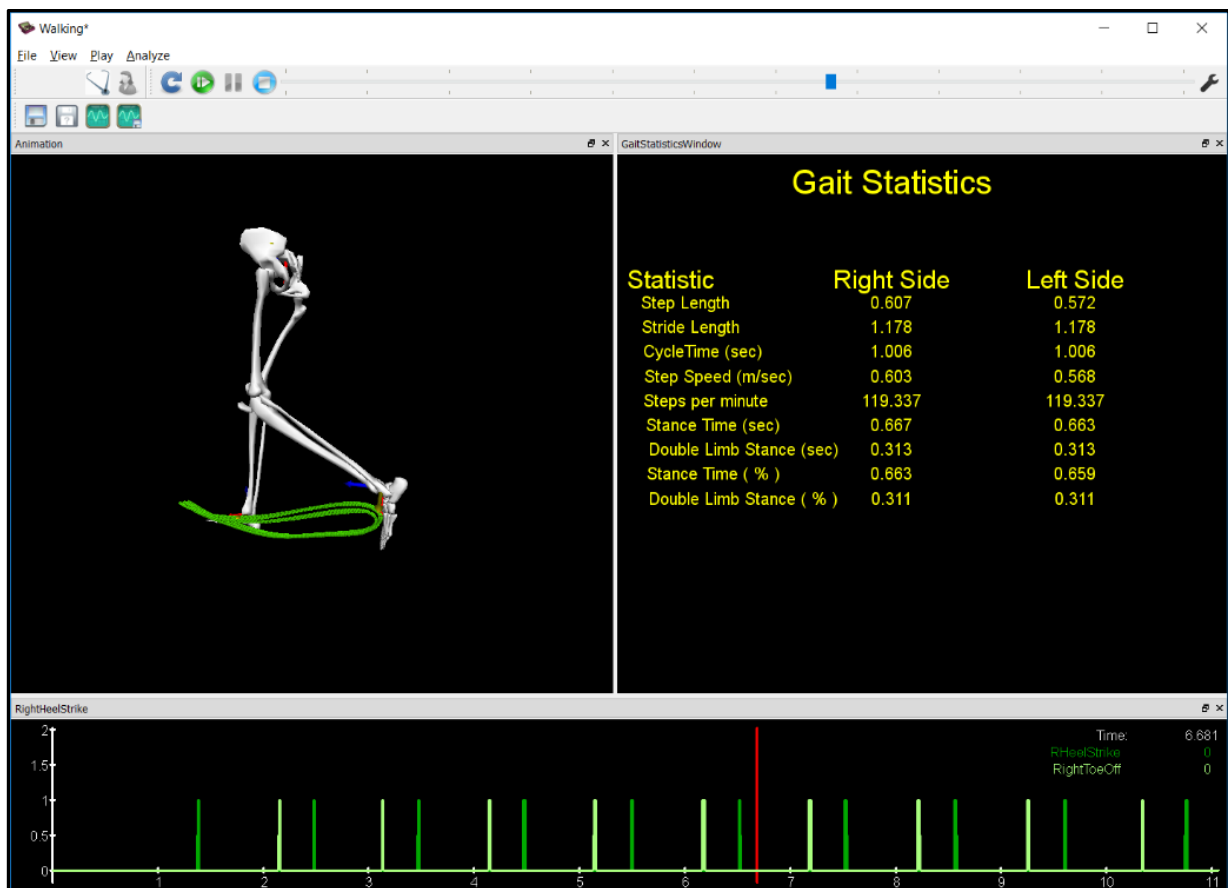 Walking*
File View Play Analyze
Animation
GaitStatisticsWindow
Gait Statistics
Statistic Right Side Left Side
Step Length 0.607 0.572
Stride Length 1.178 1.178
CycleTime (sec) 1.006 1.006
Step Speed (m/sec) 0.603 0.568
Steps per minute 119.337 119.337
Stance Time (sec) 0.667 0.663
Double Limb Stance (sec) 0.313 0.313
Stance Time ( % ) 0.663 0.659
Double Limb Stance ( % ) 0.311 0.311
RightHeelStrike
Time: 6.681
RHeelStrike 0
RightToeOff 0
2
1.5
1
0.5
0
1 2 3 4 5 6 7 8 9 10 11